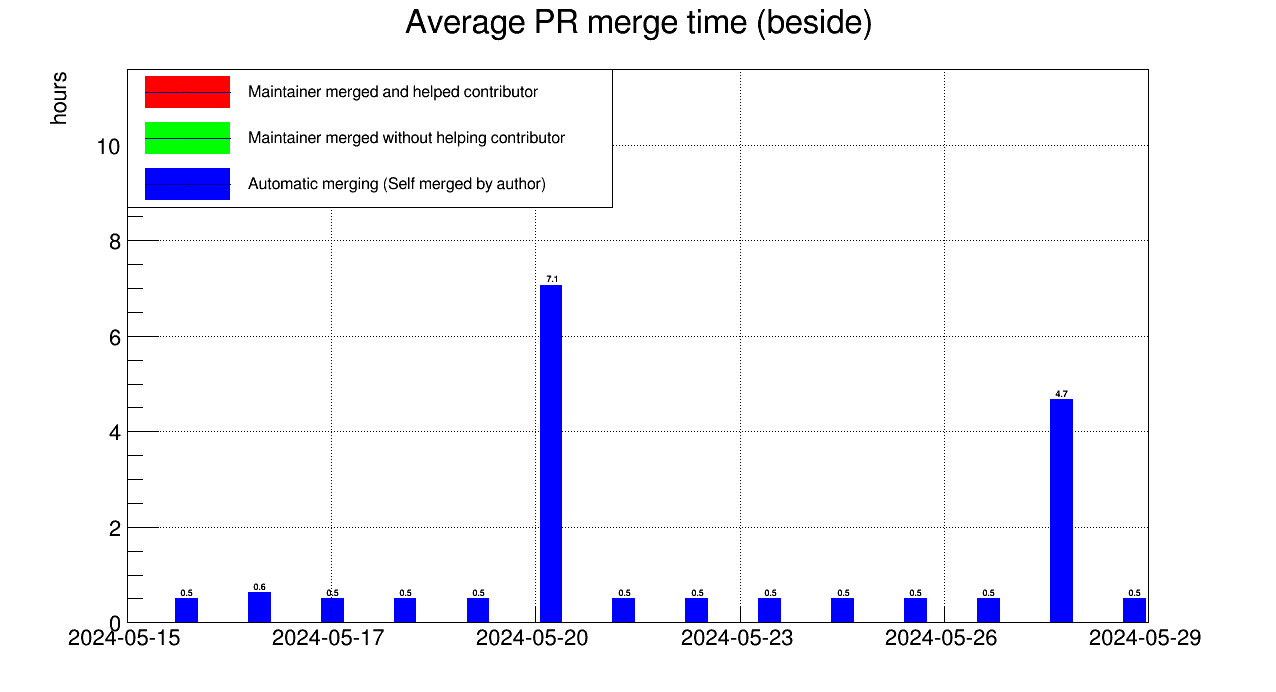 Average PR merge time (beside)
hours
Maintainer merged and helped contributor
Maintainer merged without helping contributor
Automatic merging (Self merged by author)
10
8
6
4
2
0
7.1
4.7
0.5 0.6 0.5 0.5 0.5 0.5 0.5 0.5 0.5 0.5 0.5 0.5
2024-05-15 2024-05-17 2024-05-20 2024-05-23 2024-05-26 2024-05-29